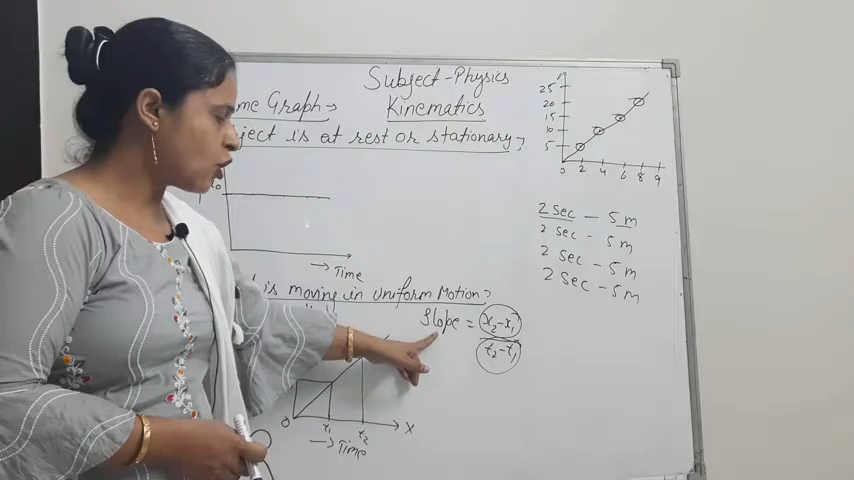 Subject-Physics
Kinematics
Graph→
is at rest or stationary?
→ Time
is moving in uniform Motion?
Slope = x₂-x₁
t₂-t₁
0
t₁ t₂ X
→ Time
25
20
15
10
5
0 2 4 6 8 9
2 Sec — 5 m
2 Sec - 5 m
2 Sec - 5 m
2 Sec - 5 m